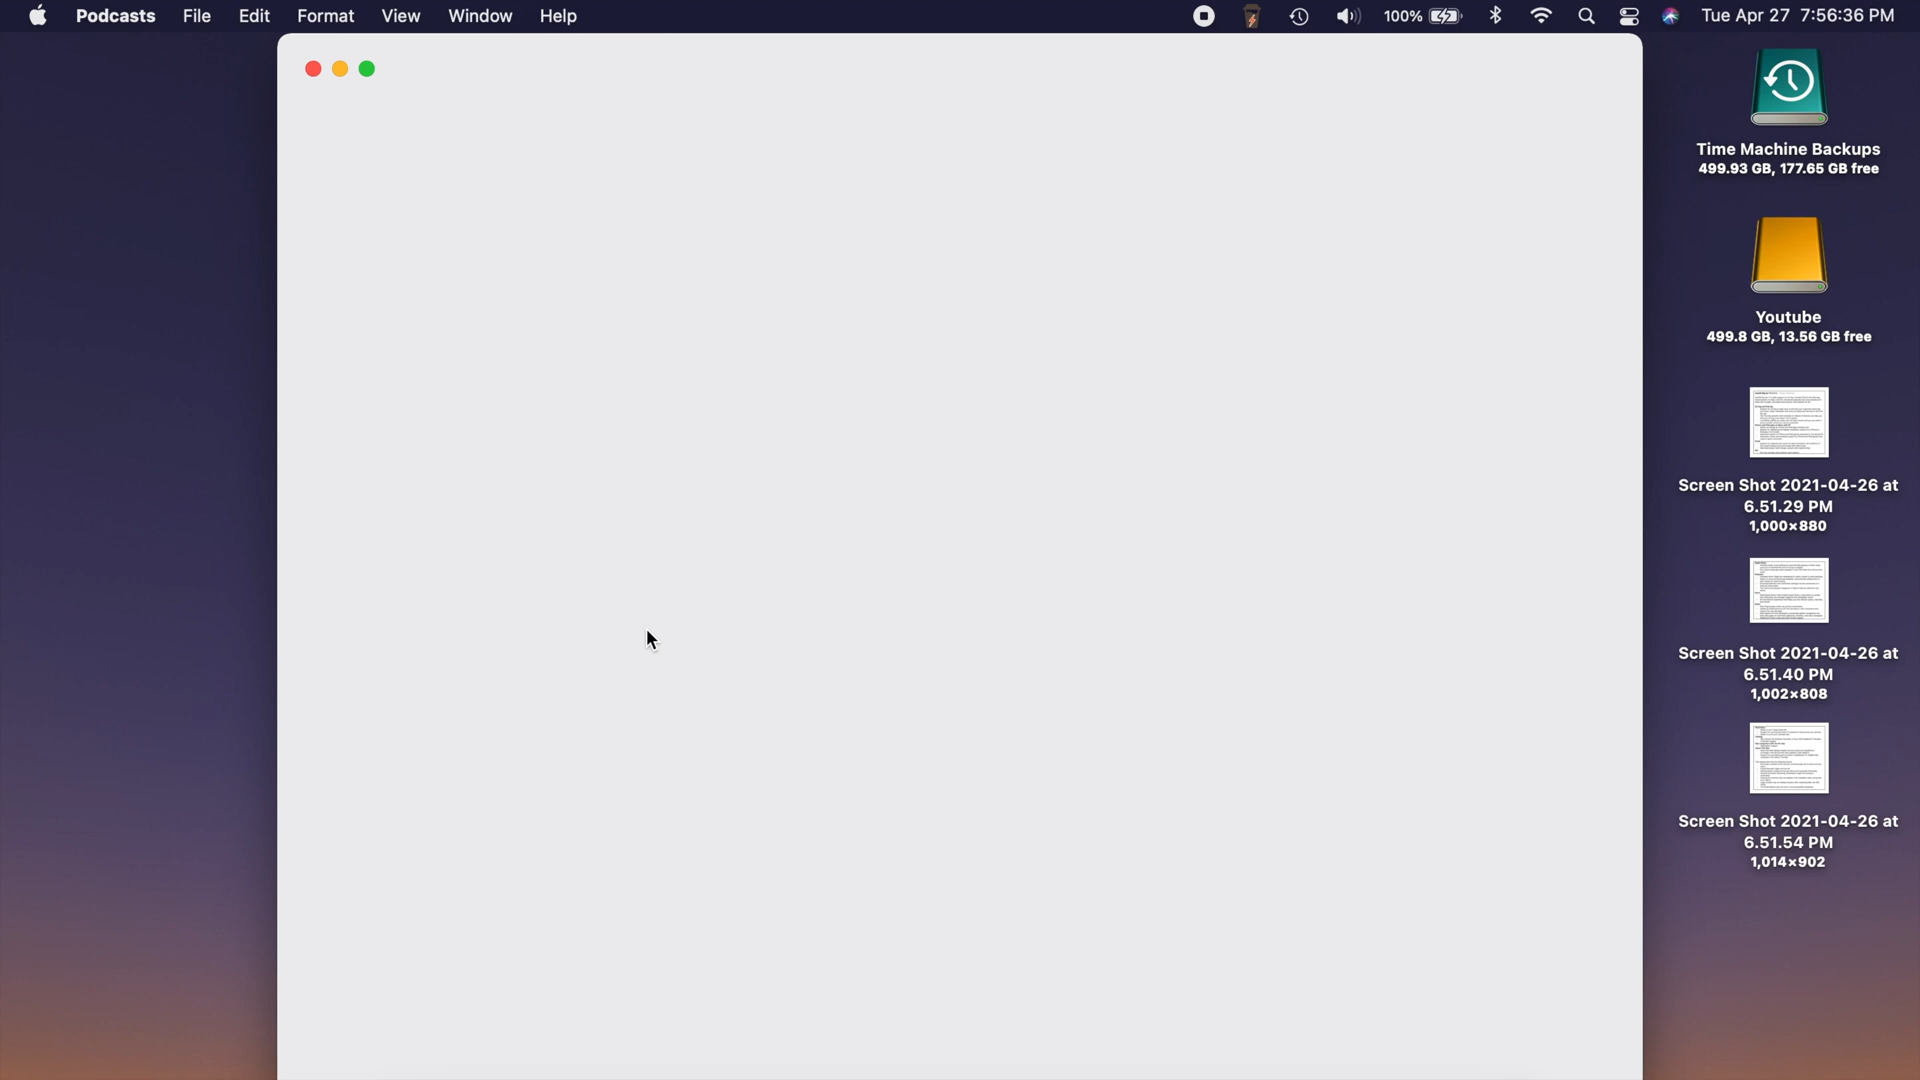 Podcasts File Edit Format View Window Help 100% Tue Apr 27 7:56:36 PM
Time Machine Backups
499.93 GB, 177.65 GB free
Youtube
499.8 GB, 13.56 GB free
Screen Shot 2021-04-26 at
6.51.29 PM
1,000×880
Screen Shot 2021-04-26 at
6.51.40 PM
1,002×808
Screen Shot 2021-04-26 at
6.51.54 PM
1,014×902